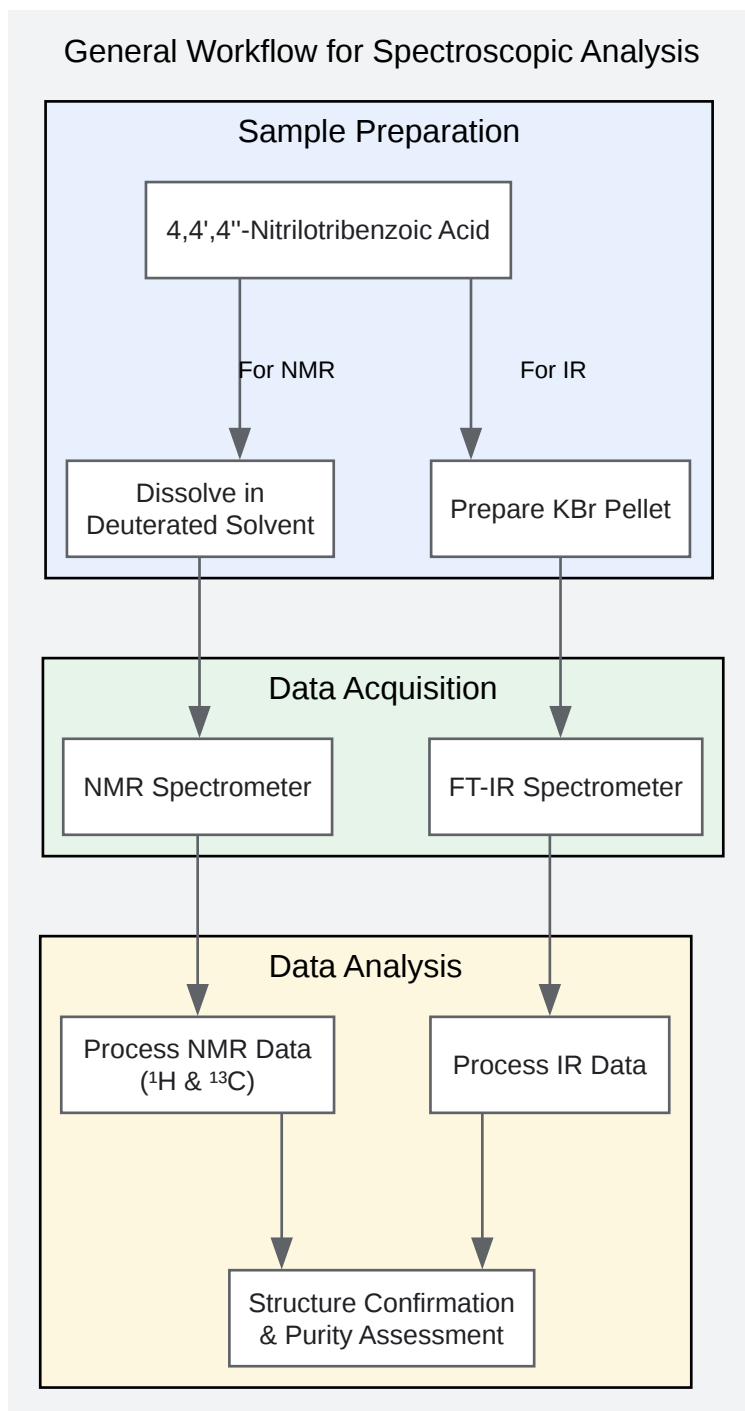 General Workflow for Spectroscopic Analysis
Sample Preparation
4,4',4''-Nitrilotribenzoic Acid
For NMR
For IR
Dissolve in
Deuterated Solvent
Prepare KBr Pellet
Data Acquisition
NMR Spectrometer
FT-IR Spectrometer
Data Analysis
Process NMR Data
(¹H & ¹³C)
Process IR Data
Structure Confirmation
& Purity Assessment